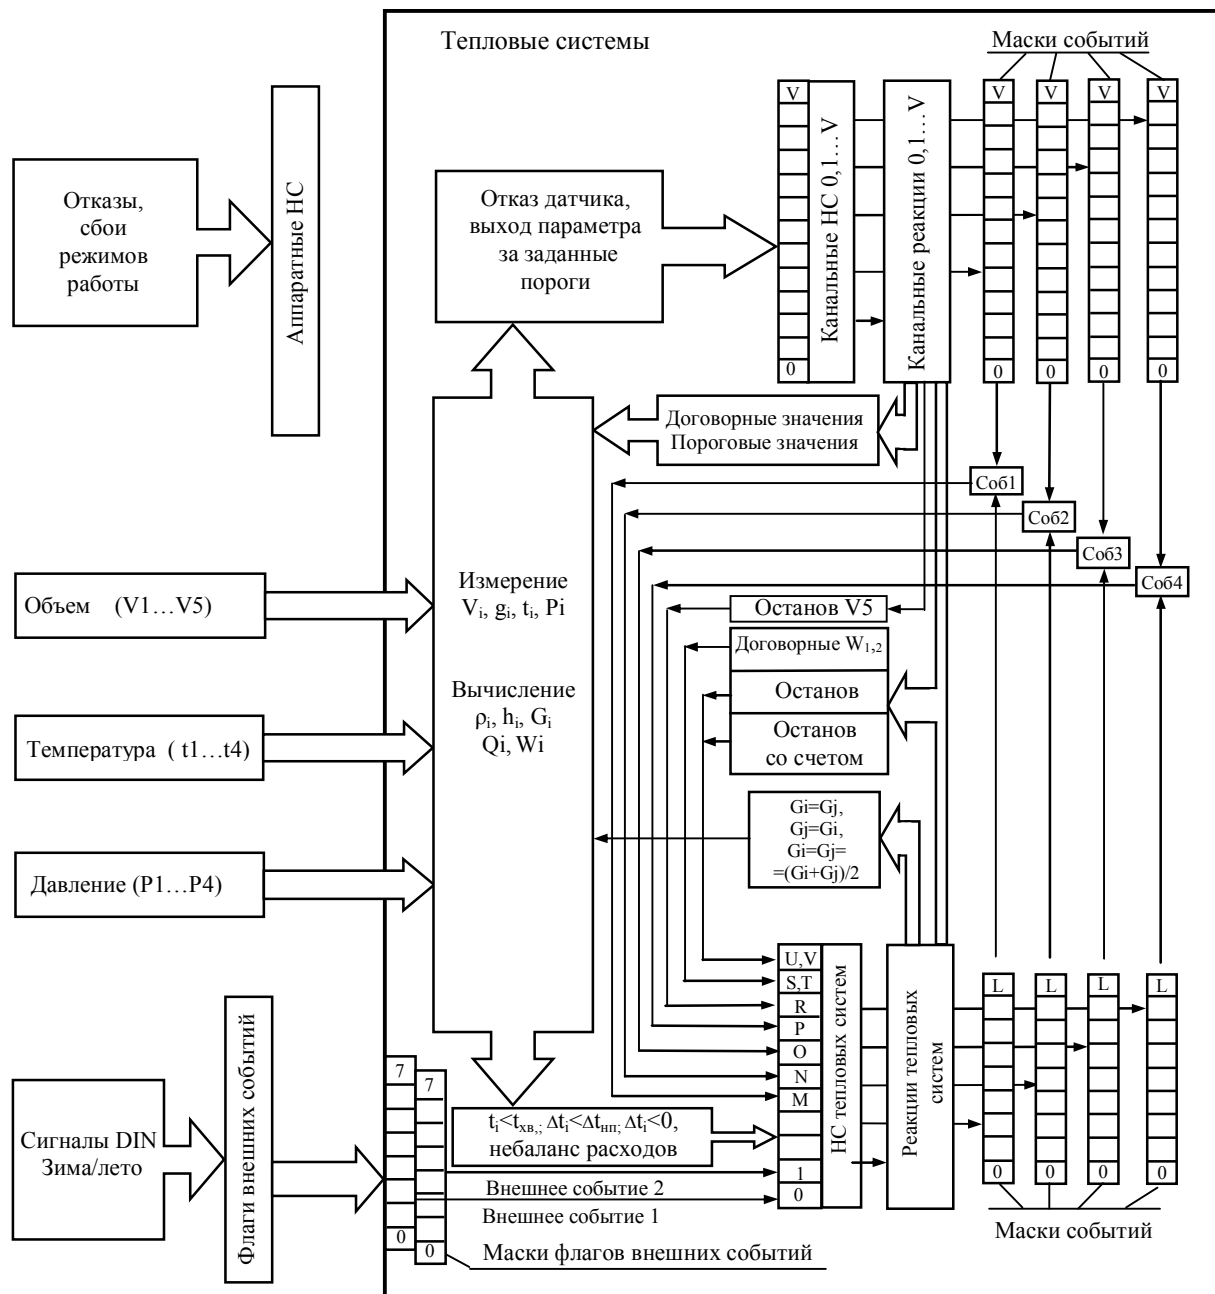 Тепловые системы
Маски событий
V
V
V
V
V
0
0
0
0
0
Канальные НС 0,1…V
Канальные реакции 0,1…V
Отказы,
сбои
режимов
работы
Аппаратные НС
Отказ датчика,
выход параметра
за заданные
пороги
Договорные значения
Пороговые значения
Соб1
Соб2
Соб3
Соб4
Объем (V1…V5)
Температура ( t1…t4)
Давление (P1…P4)
Измерение
Vi, gi, ti, Pi
Вычисление
ρi, hi, Gi
Qi, Wi
Останов V5
Договорные W1,2
Останов
Останов
со счетом
Gi=Gj,
Gj=Gi,
Gi=Gj=
=(Gi+Gj)/2
U,V
S,T
R
P
O
N
M
1
0
НС тепловых систем
Реакции тепловых
систем
L
L
L
L
0
0
0
0
Маски событий
Сигналы DIN
Зима/лето
Флаги внешних событий
7
7
0
0
ti<tхв,; Δti<Δtнп; Δti<0,
небаланс расходов
Внешнее событие 2
Внешнее событие 1
Маски флагов внешних событий